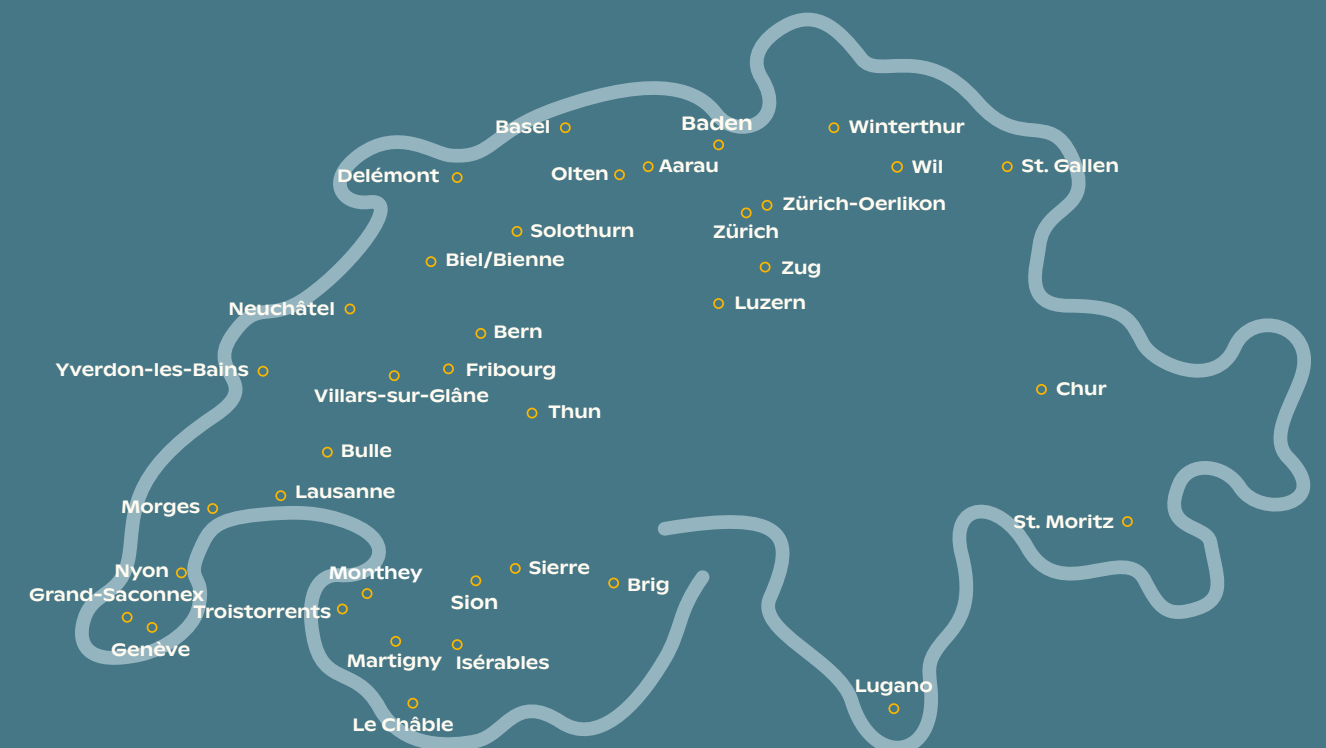 Baden
Basel
Winterthur
Olten
Aarau
Wil
St. Gallen
Delémont
Zürich-Oerlikon
Solothurn
Zürich
Biel/Bienne
Zug
Luzern
Neuchâtel
Bern
Yverdon-les-Bains
Fribourg
Chur
Villars-sur-Glâne
Thun
Bulle
Lausanne
Morges
St. Moritz
Nyon
Monthey
Sierre
Brig
Grand-Saconnex
Sion
Troistorrents
Genève
Martigny
Isérables
Lugano
Le Châble